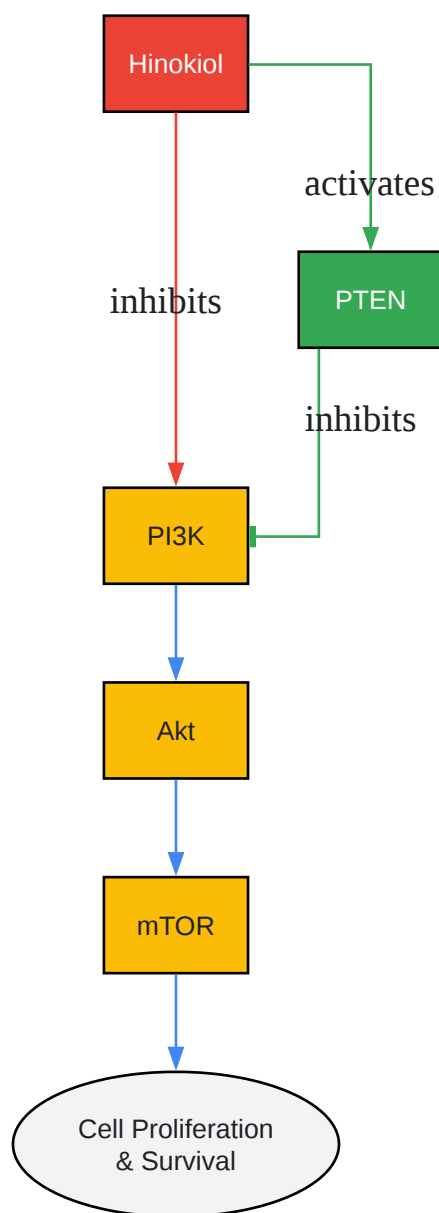 Hinokiol
activates
PTEN
inhibits
inhibits
PI3K
Akt
mTOR
Cell Proliferation
& Survival